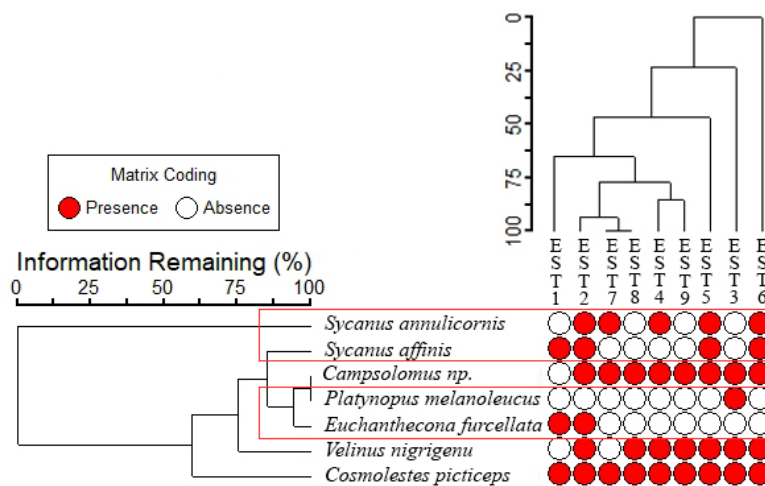 0
25
50
75
100
Matrix Coding
Presence Absence
Information Remaining (%)
0 25 50 75 100
EST1 EST2 EST7 EST8 EST4 EST9 EST5 EST3 EST6
Sycanus annulicornis
Sycanus affinis
Campsolomus np.
Platynopus melanoleucus
Euchanthecona furcellata
Velinus nigrigenu
Cosmolestes picticeps